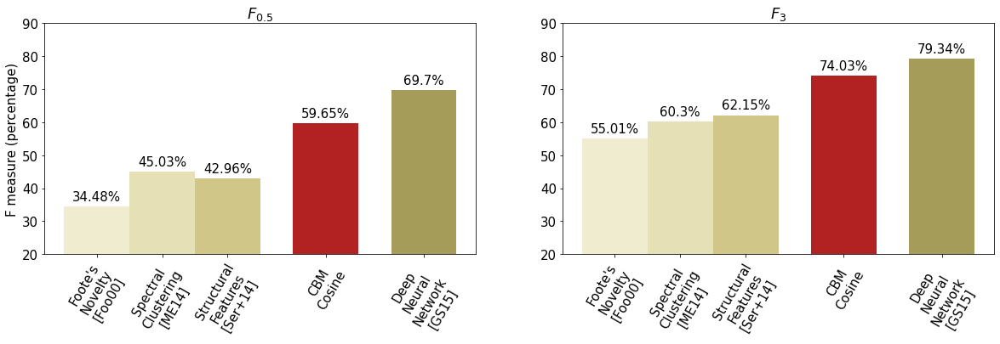 F0.5
90
80
70
60
50
40
30
20
F measure (percentage)
34.48%
45.03%
42.96%
59.65%
69.7%
Foote's
Novelty
[Foo00]
Spectral
Clustering
[ME14]
Structural
Features
[Ser+14]
CBM
Cosine
Deep
Neural
Network
[GS15]
F3
90
80
70
60
50
40
30
20
55.01%
60.3%
62.15%
74.03%
79.34%
Foote's
Novelty
[Foo00]
Spectral
Clustering
[ME14]
Structural
Features
[Ser+14]
CBM
Cosine
Deep
Neural
Network
[GS15]